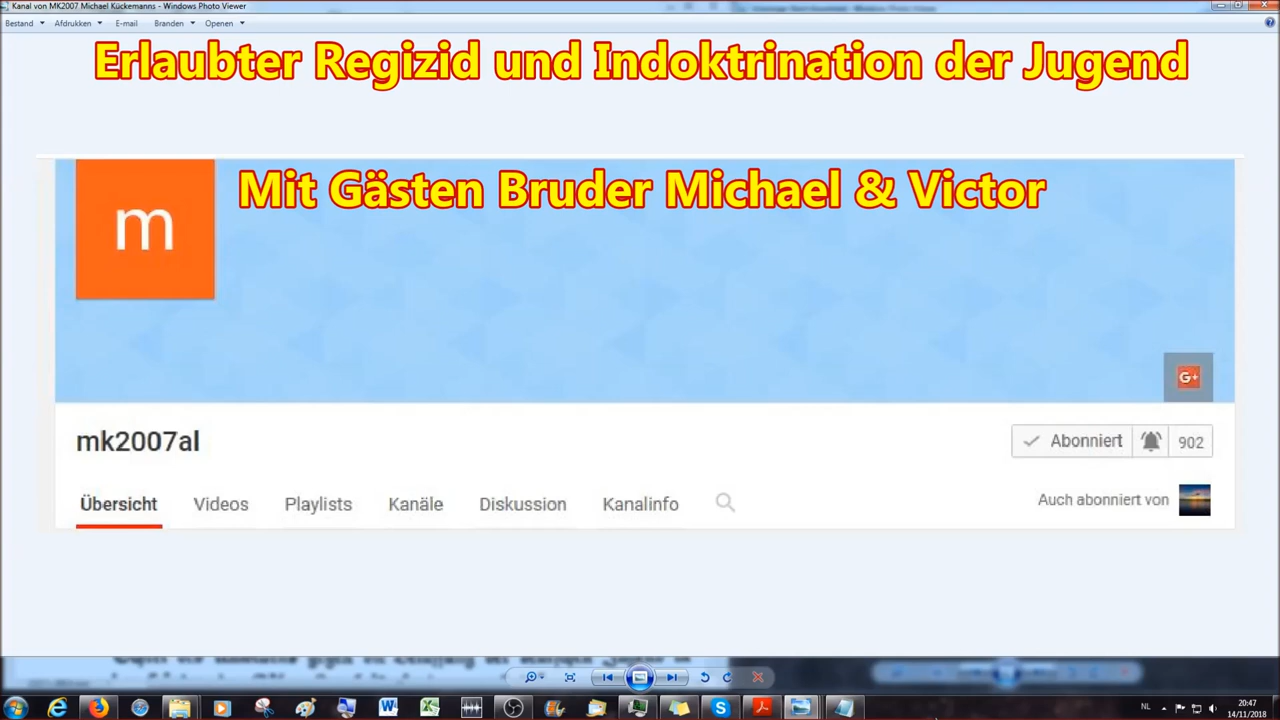 Kanal von MK2007 Michael Kückemanns - Windows Photo Viewer
Bestand Afdrukken E-mail Branden Openen
Erlaubter Regizid und Indoktrination der Jugend
Mit Gästen Bruder Michael & Victor
m
G+
mk2007al
Abonniert 902
Übersicht Videos Playlists Kanäle Diskussion Kanalinfo
Auch abonniert von
NL
20:47
14/11/2018